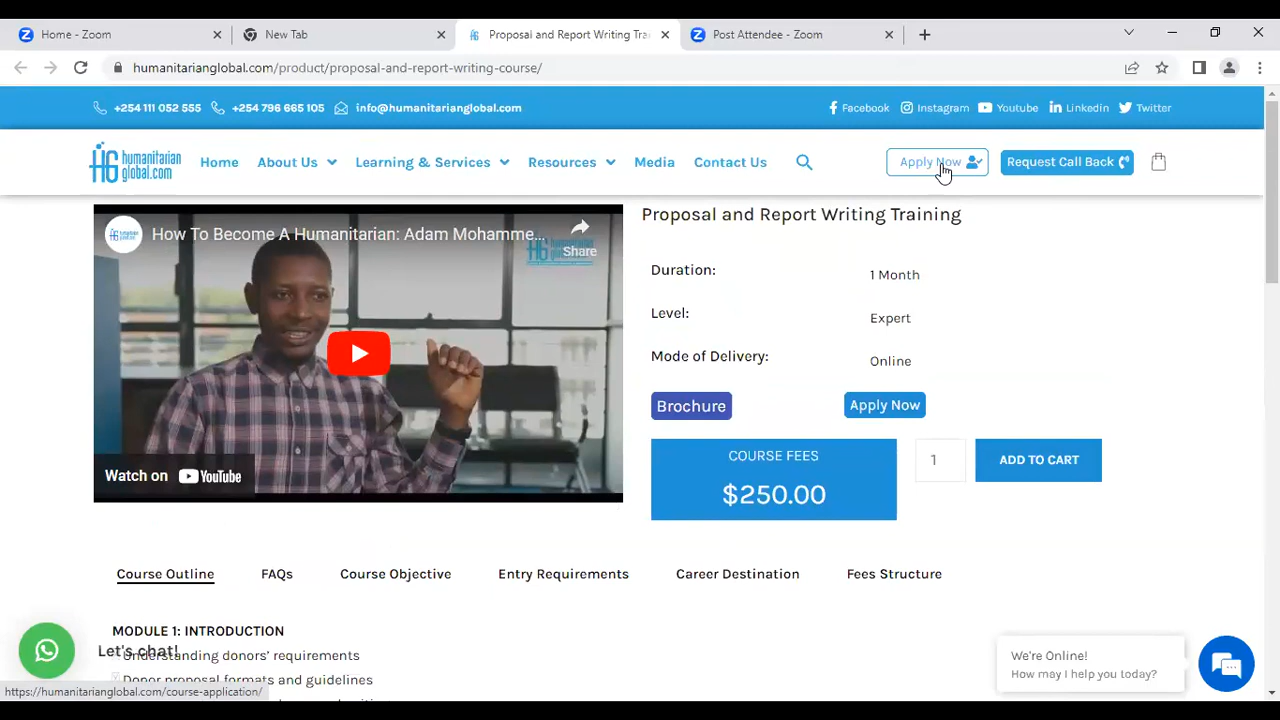 Home - Zoom
New Tab
Proposal and Report Writing Trai
Post Attendee - Zoom
humanitarianglobal.com/product/proposal-and-report-writing-course/
+254 111 052 555
+254 796 665 105
info@humanitarianglobal.com
Facebook
Instagram
Youtube
Linkedin
Twitter
HG humanitarian
global.com
Home
About Us
Learning & Services
Resources
Media
Contact Us
Apply Now
Request Call Back
How To Become A Humanitarian: Adam Mohamme...
Share
Watch on YouTube
Proposal and Report Writing Training
Duration:
1 Month
Level:
Expert
Mode of Delivery:
Online
Brochure
Apply Now
COURSE FEES
$250.00
1
ADD TO CART
Course Outline
FAQs
Course Objective
Entry Requirements
Career Destination
Fees Structure
MODULE 1: INTRODUCTION
Let's chat!
Understanding donors' requirements
Donor proposal formats and guidelines
We're Online!
How may I help you today?
https://humanitarianglobal.com/course-application/